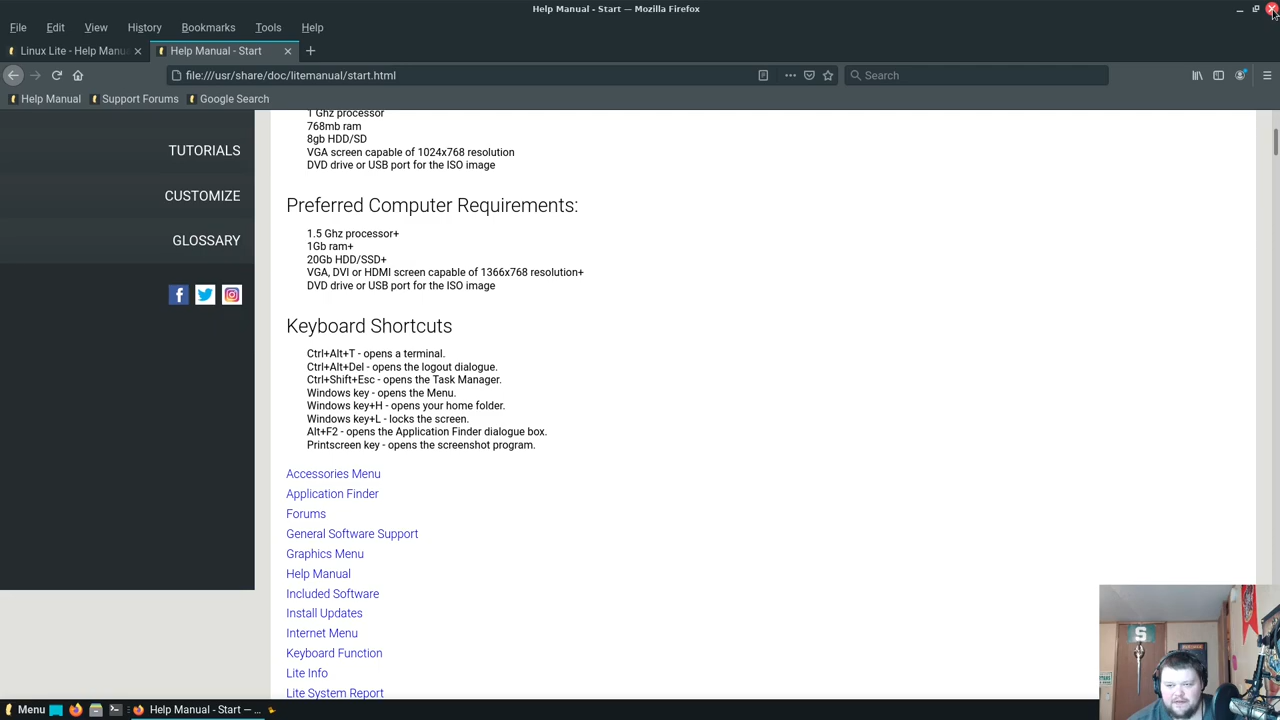 Help Manual - Start — Mozilla Firefox
File Edit View History Bookmarks Tools Help
Linux Lite - Help Manua
Help Manual - Start
file:///usr/share/doc/litemanual/start.html
Search
Help Manual Support Forums Google Search
1 Ghz processor
768mb ram
8gb HDD/SD
VGA screen capable of 1024x768 resolution
DVD drive or USB port for the ISO image
TUTORIALS
CUSTOMIZE
GLOSSARY
Preferred Computer Requirements:
1.5 Ghz processor+
1Gb ram+
20Gb HDD/SSD+
VGA, DVI or HDMI screen capable of 1366x768 resolution+
DVD drive or USB port for the ISO image
Keyboard Shortcuts
Ctrl+Alt+T - opens a terminal.
Ctrl+Alt+Del - opens the logout dialogue.
Ctrl+Shift+Esc - opens the Task Manager.
Windows key - opens the Menu.
Windows key+H - opens your home folder.
Windows key+L - locks the screen.
Alt+F2 - opens the Application Finder dialogue box.
Printscreen key - opens the screenshot program.
Accessories Menu
Application Finder
Forums
General Software Support
Graphics Menu
Help Manual
Included Software
Install Updates
Internet Menu
Keyboard Function
Lite Info
Lite System Report
S
Menu
Help Manual - Start — ...